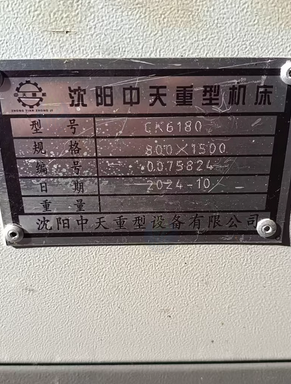 沈阳中天重型机床
型号 CK6180
规格 800×1500
编号 0075824
日期 2024-10
重量
沈阳中天重型设备有限公司